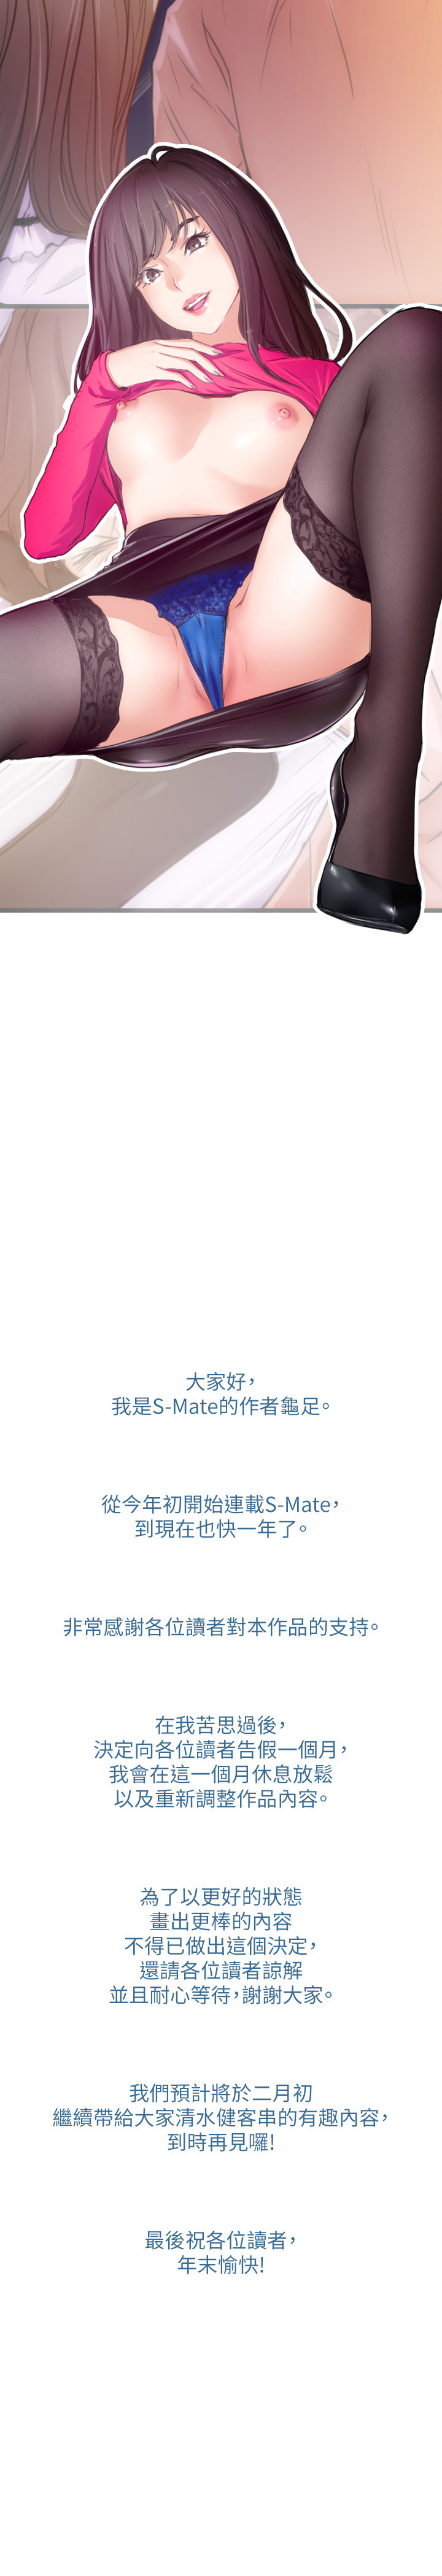 大家好，
我是S-Mate的作者龜足。
從今年初開始連載S-Mate，
到現在也快一年了。
非常感謝各位讀者對本作品的支持。
在我苦思過後，
決定向各位讀者告假一個月，
我會在這一個月休息放鬆
以及重新調整作品內容。
為了以更好的狀態
畫出更棒的內容
不得已做出這個決定，
還請各位讀者諒解
並且耐心等待，謝謝大家。
我們預計將於二月初
繼續帶給大家清水健客串的有趣內容，
到時再見囉！
最後祝各位讀者，
年末愉快！